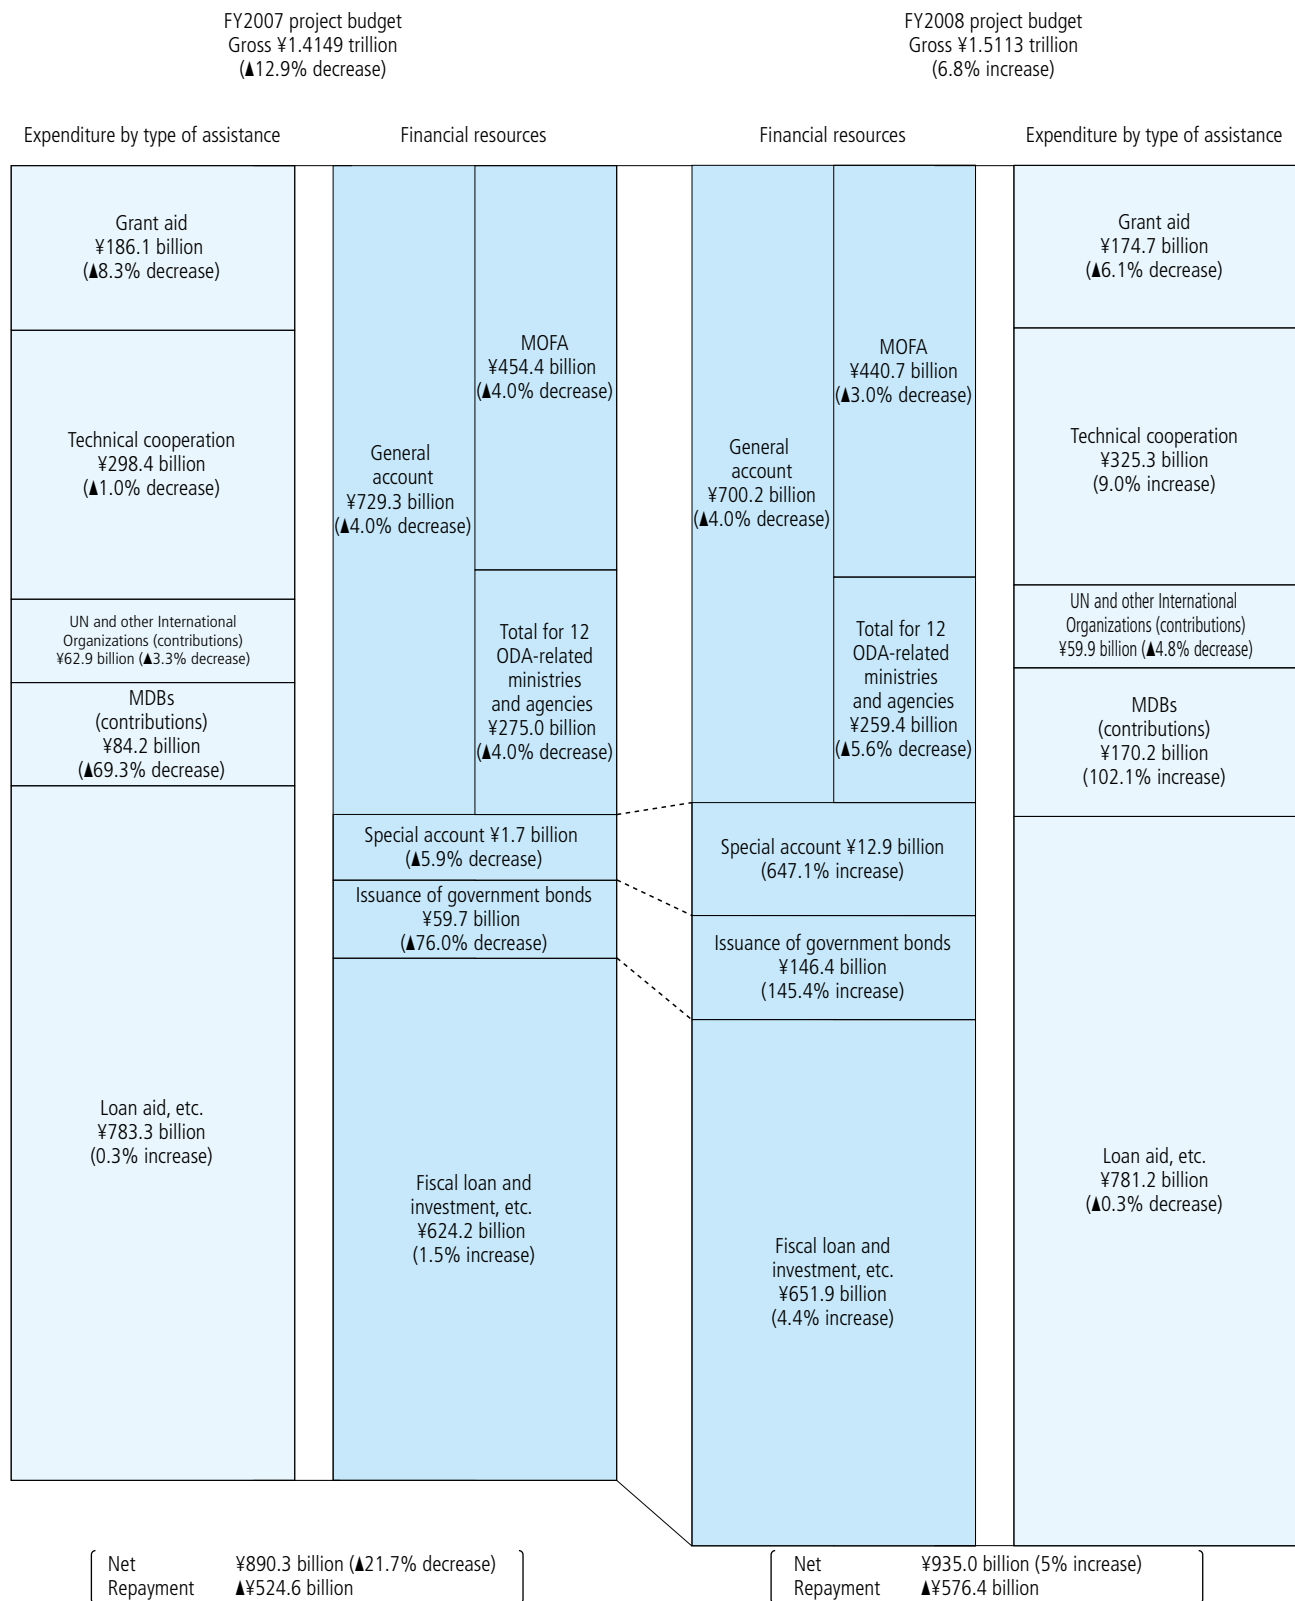 FY2007 project budget
Gross ¥1.4149 trillion
(▲12.9% decrease)
FY2008 project budget
Gross ¥1.5113 trillion
(6.8% increase)
Expenditure by type of assistance
Financial resources
Financial resources
Expenditure by type of assistance
Grant aid
¥186.1 billion
(▲8.3% decrease)
Technical cooperation
¥298.4 billion
(▲1.0% decrease)
UN and other International
Organizations (contributions)
¥62.9 billion (▲3.3% decrease)
MDBs
(contributions)
¥84.2 billion
(▲69.3% decrease)
Loan aid, etc.
¥783.3 billion
(0.3% increase)
General
account
¥729.3 billion
(▲4.0% decrease)
MOFA
¥454.4 billion
(▲4.0% decrease)
Total for 12
ODA-related
ministries
and agencies
¥275.0 billion
(▲4.0% decrease)
Special account ¥1.7 billion
(▲5.9% decrease)
Issuance of government bonds
¥59.7 billion
(▲76.0% decrease)
Fiscal loan and
investment, etc.
¥624.2 billion
(1.5% increase)
General
account
¥700.2 billion
(▲4.0% decrease)
MOFA
¥440.7 billion
(▲3.0% decrease)
Total for 12
ODA-related
ministries
and agencies
¥259.4 billion
(▲5.6% decrease)
Special account ¥12.9 billion
(647.1% increase)
Issuance of government bonds
¥146.4 billion
(145.4% increase)
Fiscal loan and
investment, etc.
¥651.9 billion
(4.4% increase)
Grant aid
¥174.7 billion
(▲6.1% decrease)
Technical cooperation
¥325.3 billion
(9.0% increase)
UN and other International
Organizations (contributions)
¥59.9 billion (▲4.8% decrease)
MDBs
(contributions)
¥170.2 billion
(102.1% increase)
Loan aid, etc.
¥781.2 billion
(▲0.3% decrease)
Net ¥890.3 billion (▲21.7% decrease)
Repayment ▲¥524.6 billion
Net ¥935.0 billion (5% increase)
Repayment ▲¥576.4 billion